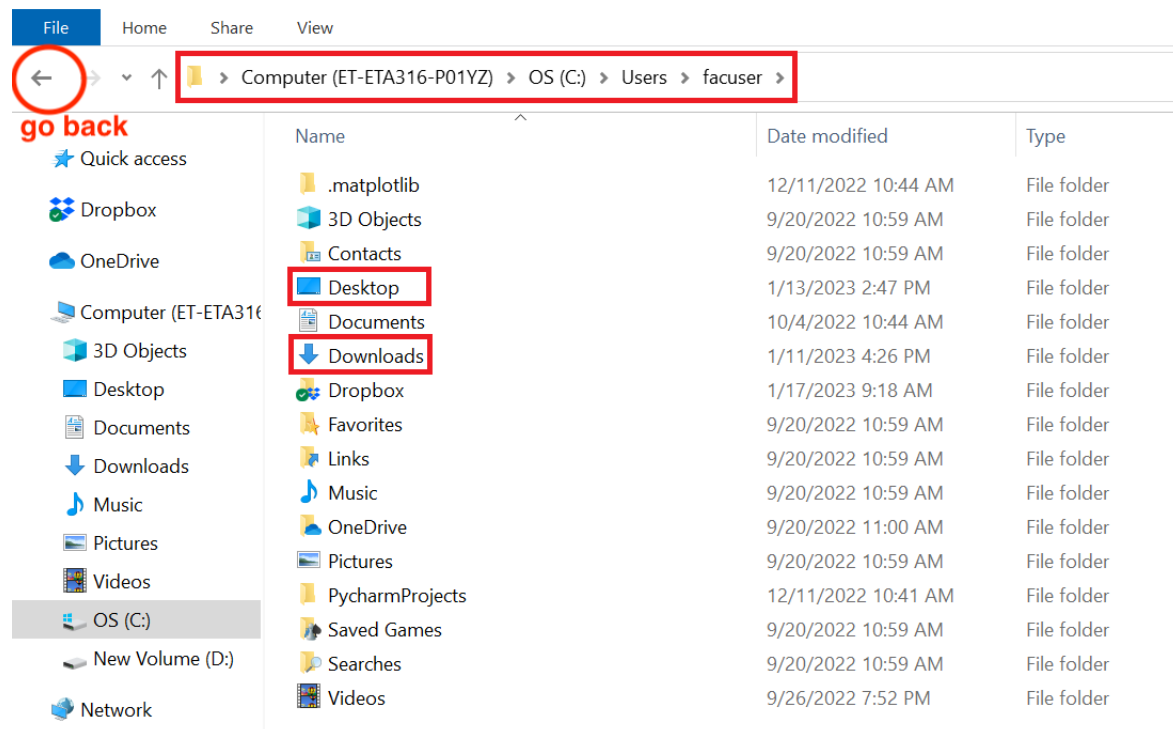 File Home Share View
Computer (ET-ETA316-P01YZ) > OS (C:) > Users > facuser >
go back
Quick access
Dropbox
OneDrive
Computer (ET-ETA316
3D Objects
Desktop
Documents
Downloads
Music
Pictures
Videos
OS (C:)
New Volume (D:)
Network
Name Date modified Type
.matplotlib 12/11/2022 10:44 AM File folder
3D Objects 9/20/2022 10:59 AM File folder
Contacts 9/20/2022 10:59 AM File folder
Desktop 1/13/2023 2:47 PM File folder
Documents 10/4/2022 10:44 AM File folder
Downloads 1/11/2023 4:26 PM File folder
Dropbox 1/17/2023 9:18 AM File folder
Favorites 9/20/2022 10:59 AM File folder
Links 9/20/2022 10:59 AM File folder
Music 9/20/2022 10:59 AM File folder
OneDrive 9/20/2022 11:00 AM File folder
Pictures 9/20/2022 10:59 AM File folder
PycharmProjects 12/11/2022 10:41 AM File folder
Saved Games 9/20/2022 10:59 AM File folder
Searches 9/20/2022 10:59 AM File folder
Videos 9/26/2022 7:52 PM File folder